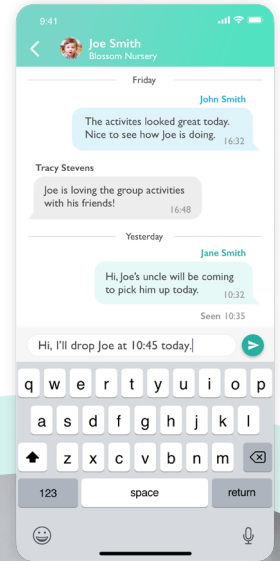 9:41
Joe Smith
Blossom Nursery
Friday
John Smith
The activites looked great today.
Nice to see how Joe is doing.
16:32
Tracy Stevens
Joe is loving the group activities
with his friends!
16:48
Yesterday
Jane Smith
Hi, Joe's uncle will be coming
to pick him up today.
10:32
Seen 10:35
Hi, I'll drop Joe at 10:45 today.
q w e r t y u i o p
a s d f g h j k l
z x c v b n m
123 space return